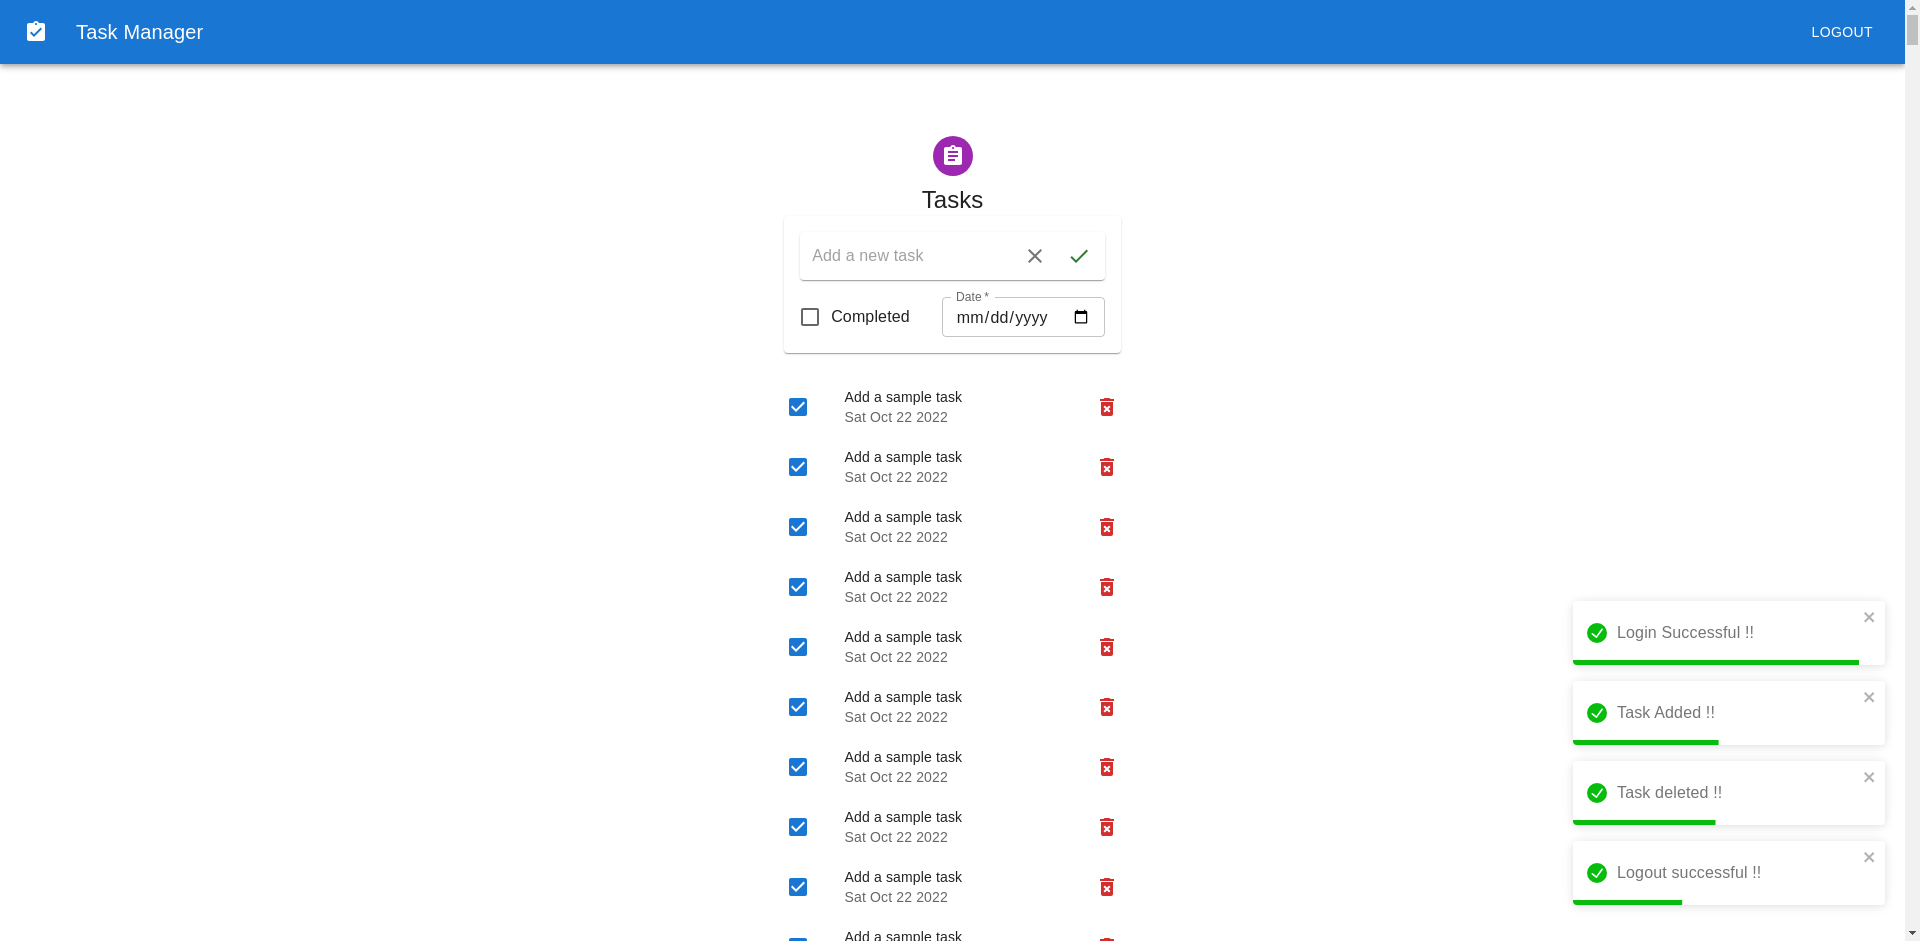 Task Manager
LOGOUT
Tasks
Add a new task
Completed
Date *
mm/dd/yyyy
Add a sample task
Sat Oct 22 2022
Add a sample task
Sat Oct 22 2022
Add a sample task
Sat Oct 22 2022
Add a sample task
Sat Oct 22 2022
Add a sample task
Sat Oct 22 2022
Add a sample task
Sat Oct 22 2022
Add a sample task
Sat Oct 22 2022
Add a sample task
Sat Oct 22 2022
Add a sample task
Sat Oct 22 2022
Add a sample task
Login Successful !!
Task Added !!
Task deleted !!
Logout successful !!